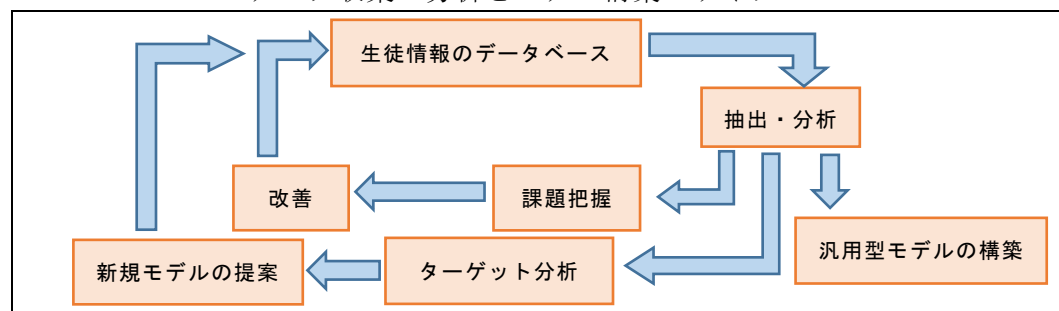 生徒情報のデータベース
抽出・分析
改善
課題把握
汎用型モデルの構築
新規モデルの提案
ターゲット分析